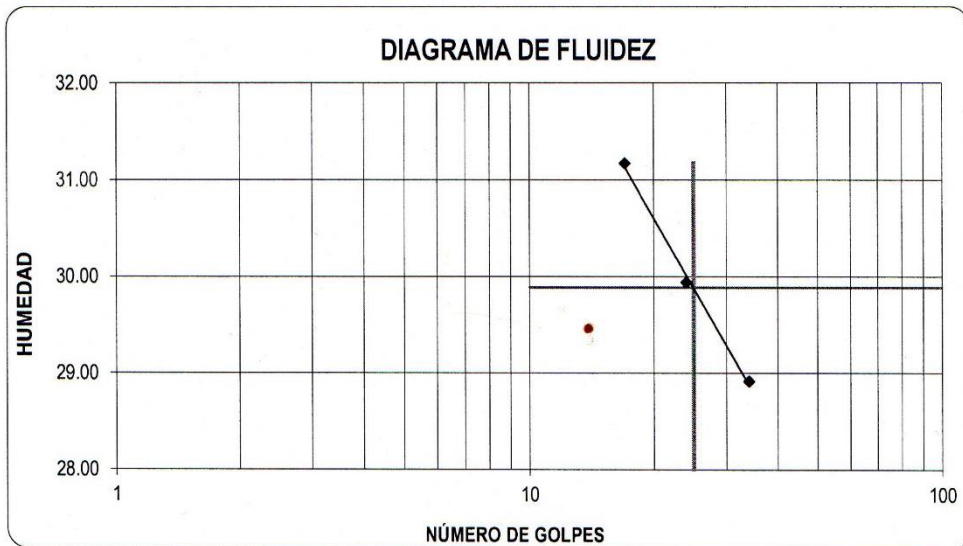 DIAGRAMA DE FLUIDEZ
32.00
31.00
30.00
29.00
28.00
HUMEDAD
1
10
100
NÚMERO DE GOLPES